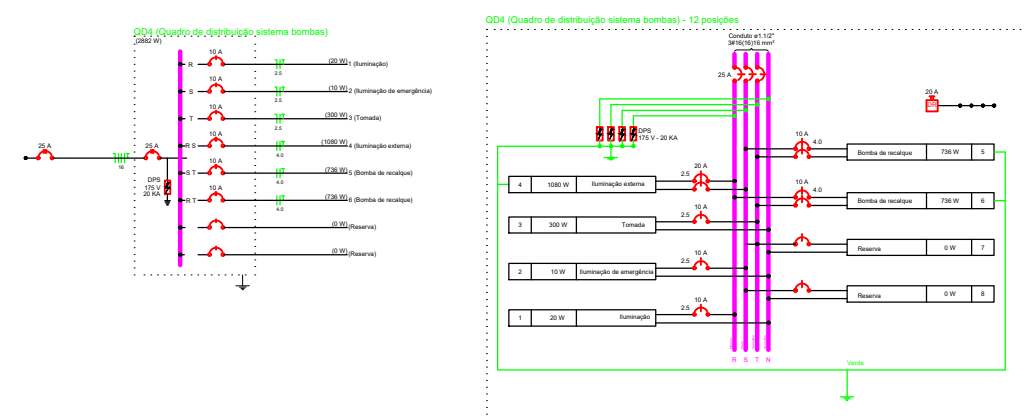 QD4 (Quadro de distribuição sistema bombas)
(2882 W)
10 A
R
2.5
(20 W) 1 (Iluminação)
10 A
S
2.5
(10 W) 2 (Iluminação de emergência)
10 A
T
2.5
(300 W) 3 (Tomada)
10 A
R S
4.0
(1080 W) 4 (Iluminação externa)
25 A
16
25 A
10 A
S T
4.0
(736 W) 5 (Bomba de recalque)
DPS
175 V
20 KA
10 A
R T
4.0
(736 W) 6 (Bomba de recalque)
(0 W) (Reserva)
(0 W) (Reserva)
QD4 (Quadro de distribuição sistema bombas) - 12 posições
Conduto ø1.1/2"
3#16(16)16 mm²
25 A
20 A
DR
DPS
175 V - 20 KA
10 A
4.0
Bomba de recalque 736 W 5
20 A
2.5
4 1080 W Iluminação externa
10 A
4.0
Bomba de recalque 736 W 6
10 A
2.5
3 300 W Tomada
Reserva 0 W 7
10 A
2.5
2 10 W Iluminação de emergência
Reserva 0 W 8
10 A
2.5
1 20 W Iluminação
R S T N
Verde